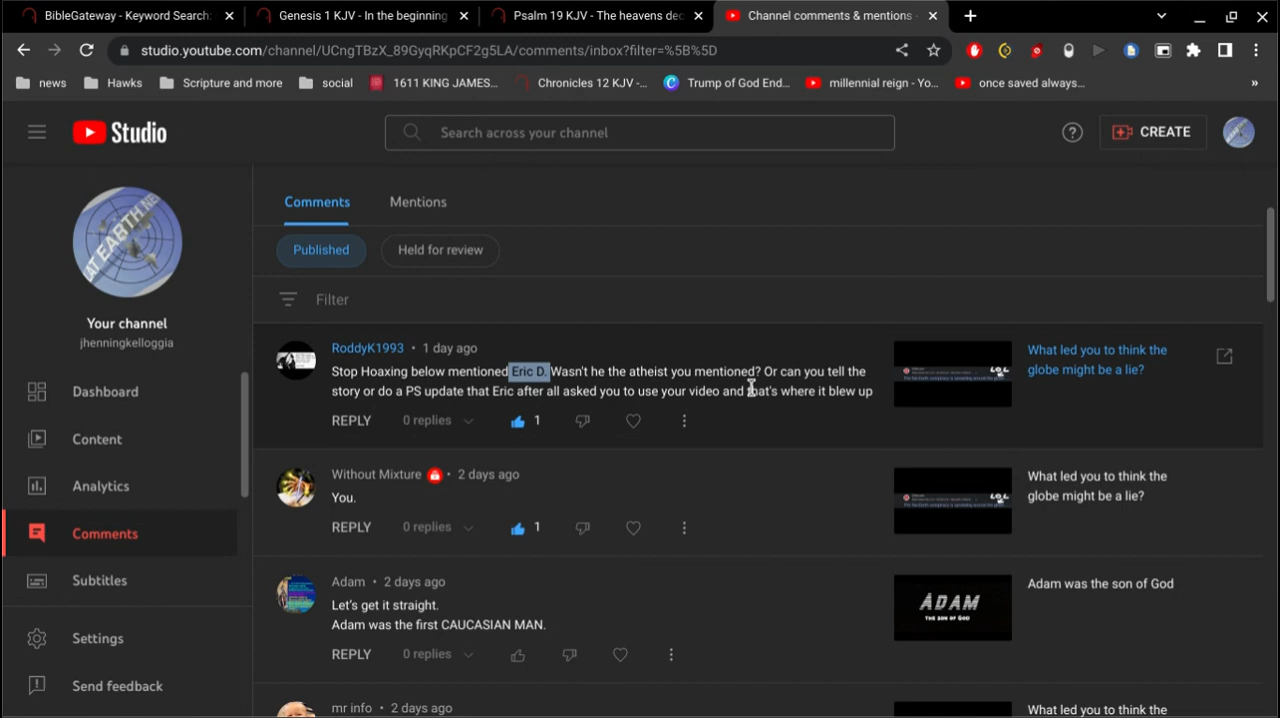 BibleGateway - Keyword Search:
Genesis 1 KJV - In the beginning
Psalm 19 KJV - The heavens dec
Channel comments & mentions -
studio.youtube.com/channel/UCngTBzX_89GyqRKpCF2g5LA/comments/inbox?filter=%5B%5D
news
Hawks
Scripture and more
social
1611 KING JAMES...
Chronicles 12 KJV -...
Trump of God End...
millennial reign - Yo...
once saved always...
»
Studio
Search across your channel
CREATE
AT EARTH NE
Your channel
jhenningkelloggia
Dashboard
Content
Analytics
Comments
Subtitles
Settings
Send feedback
Comments
Mentions
Published
Held for review
Filter
RoddyK1993 • 1 day ago
Stop Hoaxing below mentioned Eric D. Wasn't he the atheist you mentioned? Or can you tell the
story or do a PS update that Eric after all asked you to use your video and that's where it blew up
REPLY
0 replies
1
What led you to think the
globe might be a lie?
Without Mixture • 2 days ago
You.
REPLY
0 replies
1
What led you to think the
globe might be a lie?
Adam • 2 days ago
Let's get it straight.
Adam was the first CAUCASIAN MAN.
REPLY
0 replies
ADAM
THE SON OF GOD
Adam was the son of God
mr info • 2 days ago
What led you to think the